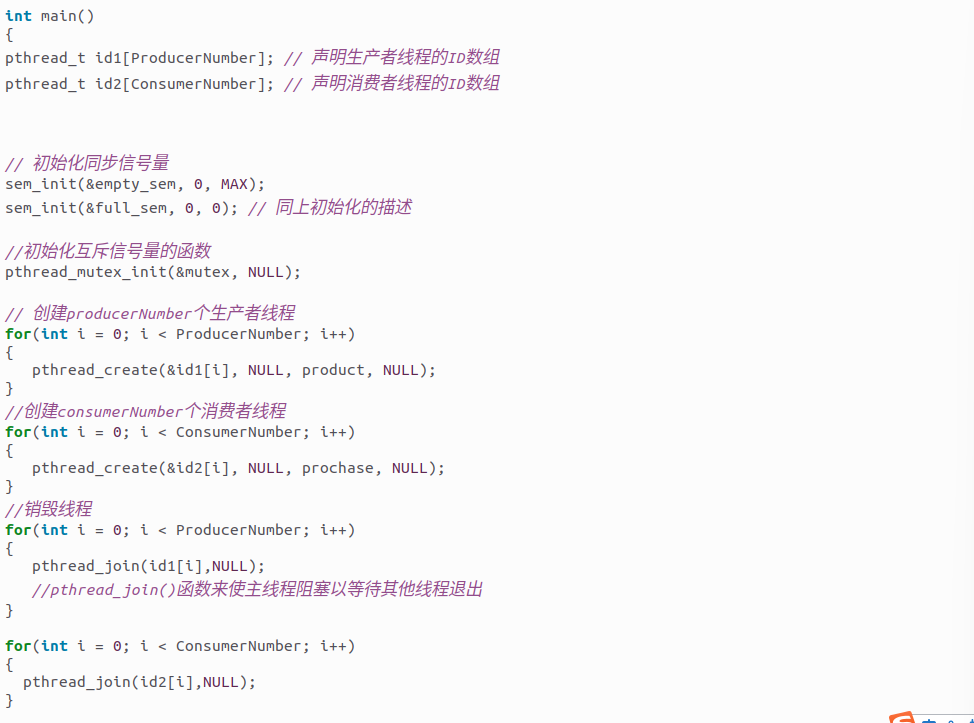 int main()
{
pthread_t id1[ProducerNumber]; // 声明生产者线程的ID数组
pthread_t id2[ConsumerNumber]; // 声明消费者线程的ID数组
// 初始化同步信号量
sem_init(&empty_sem, 0, MAX);
sem_init(&full_sem, 0, 0); // 同上初始化的描述
//初始化互斥信号量的函数
pthread_mutex_init(&mutex, NULL);
// 创建producerNumber个生产者线程
for(int i = 0; i < ProducerNumber; i++)
{
pthread_create(&id1[i], NULL, product, NULL);
}
//创建consumerNumber个消费者线程
for(int i = 0; i < ConsumerNumber; i++)
{
pthread_create(&id2[i], NULL, prochase, NULL);
}
//销毁线程
for(int i = 0; i < ProducerNumber; i++)
{
pthread_join(id1[i],NULL);
//pthread_join()函数来使主线程阻塞以等待其他线程退出
}
for(int i = 0; i < ConsumerNumber; i++)
{
pthread_join(id2[i],NULL);
}